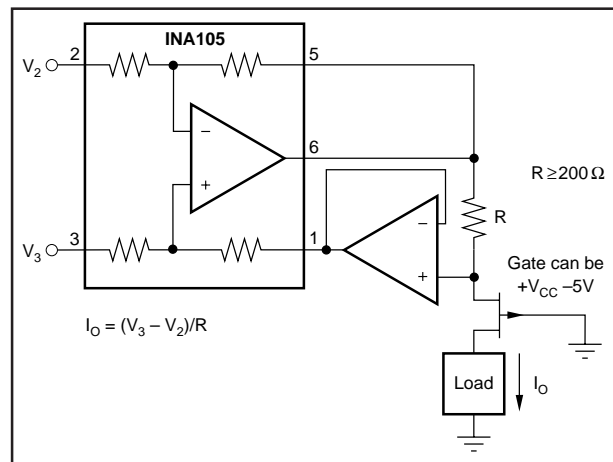 INA105
2
5
V2
−
6
+
R ≥ 200 Ω
R
−
V3
3
1
+
Gate can be
+VCC −5V
IO = (V3 − V2)/R
Load
IO